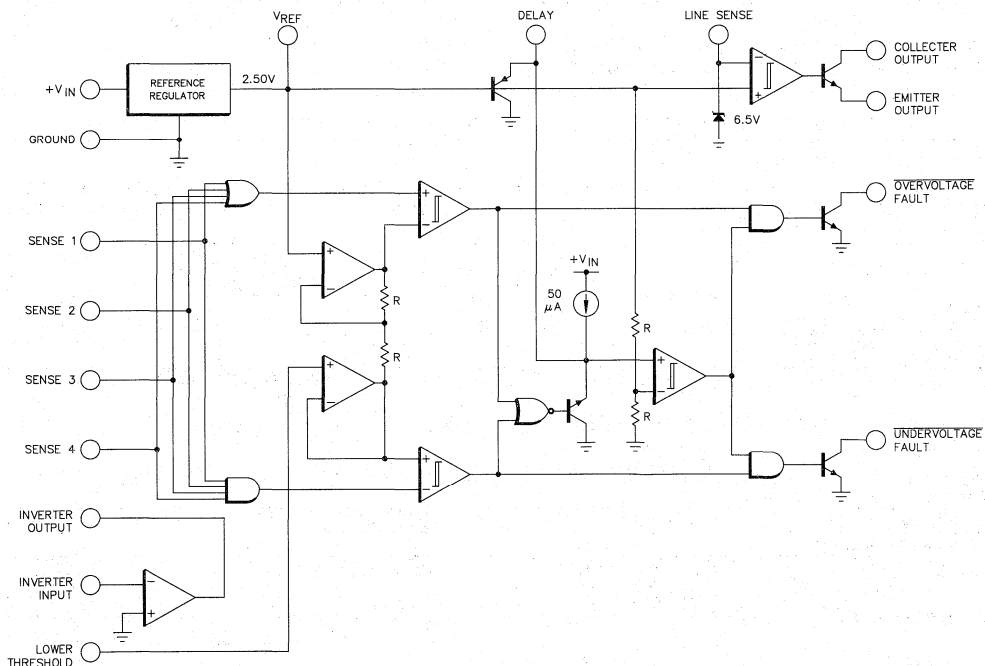 VREF
DELAY
LINE SENSE
COLLECTER
OUTPUT
+VIN
REFERENCE
REGULATOR
2.50V
EMITTER
OUTPUT
6.5V
GROUND
OVERVOLTAGE
FAULT
SENSE 1
+VIN
SENSE 2
R
50
µA
R
SENSE 3
R
R
SENSE 4
UNDERVOLTAGE
FAULT
INVERTER
OUTPUT
INVERTER
INPUT
LOWER
THRESHOLD